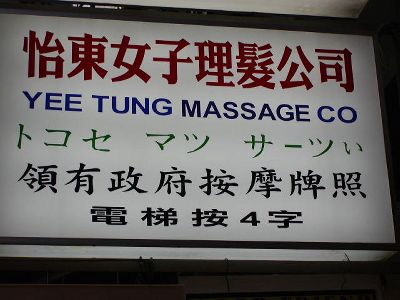 怡東女子理髮公司
YEE TUNG MASSAGE CO
トコセ マツ サーツぃ
領有政府按摩牌照
電梯按4字